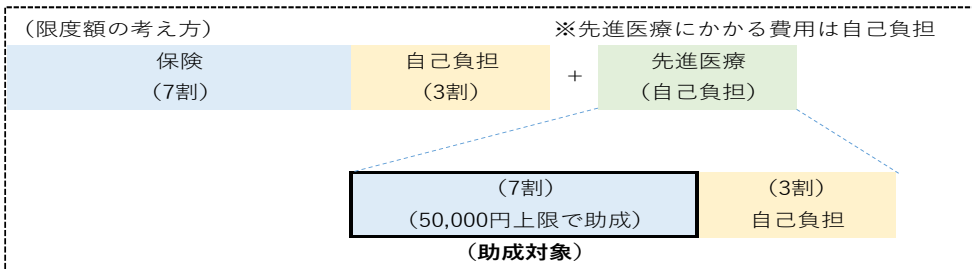 （限度額の考え方）
※先進医療にかかる費用は自己負担
保険
（7割）
自己負担
（3割）
+
先進医療
（自己負担）
（7割）
（50,000円上限で助成）
（3割）
自己負担
（助成対象）